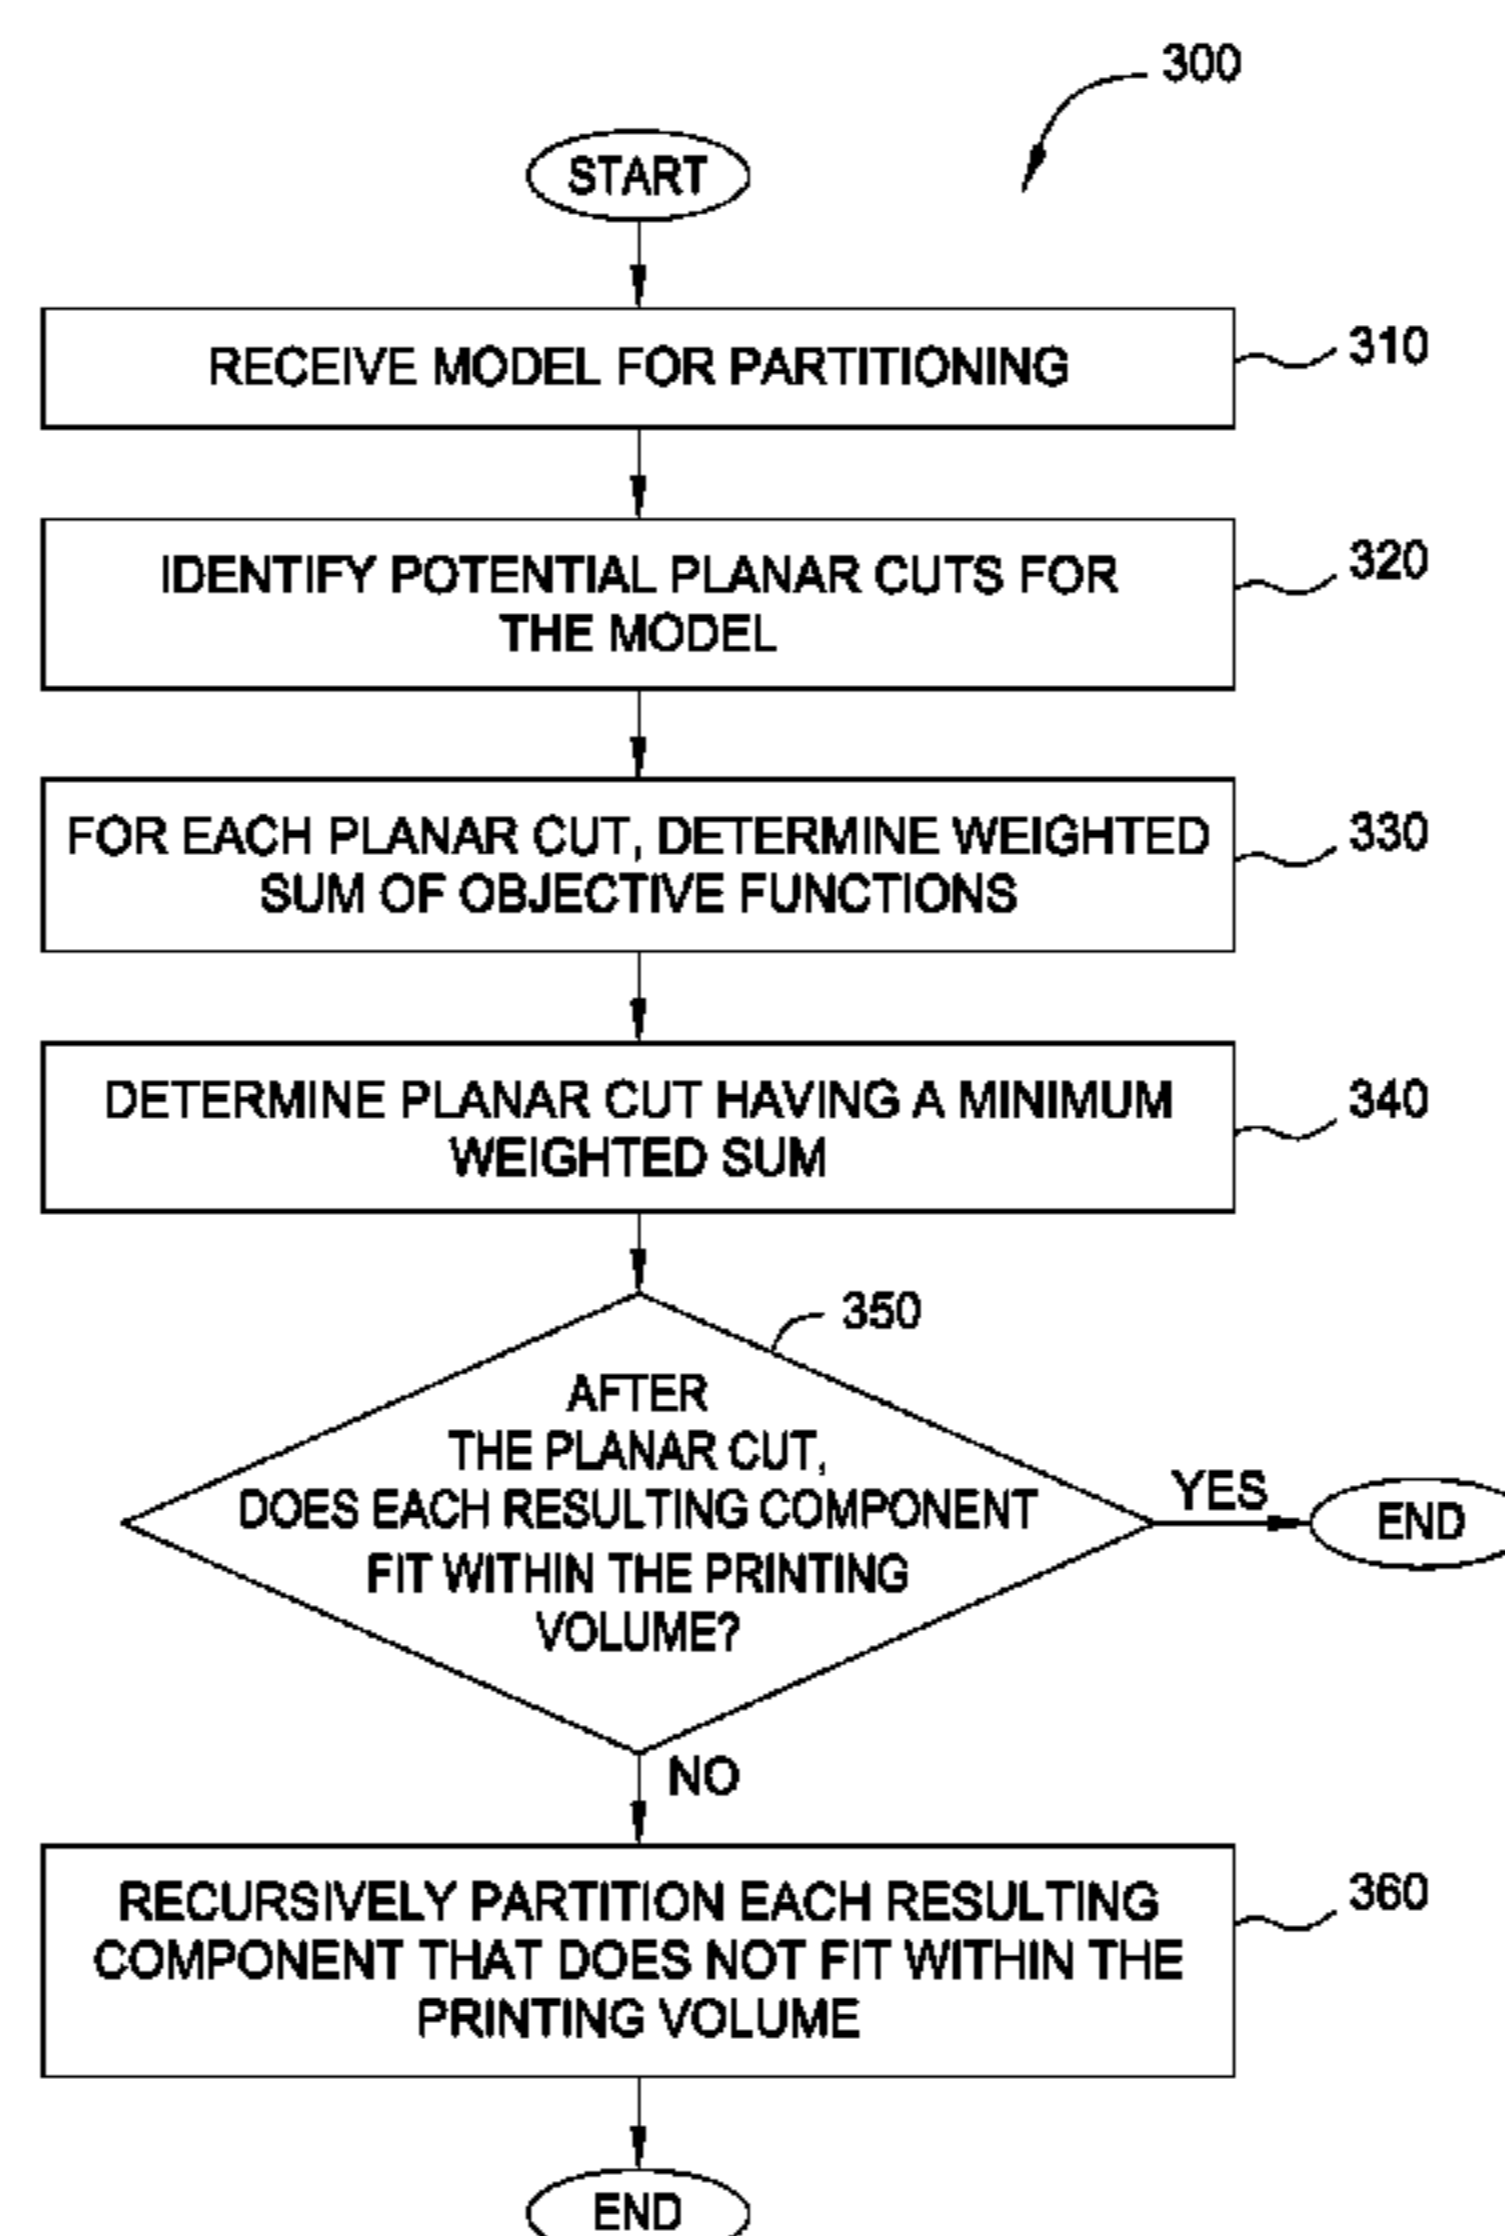 300
START
RECEIVE MODEL FOR PARTITIONING
310
IDENTIFY POTENTIAL PLANAR CUTS FOR
THE MODEL
320
FOR EACH PLANAR CUT, DETERMINE WEIGHTED
SUM OF OBJECTIVE FUNCTIONS
330
DETERMINE PLANAR CUT HAVING A MINIMUM
WEIGHTED SUM
340
350
AFTER
THE PLANAR CUT,
DOES EACH RESULTING COMPONENT
FIT WITHIN THE PRINTING
VOLUME?
YES
END
NO
RECURSIVELY PARTITION EACH RESULTING
COMPONENT THAT DOES NOT FIT WITHIN THE
PRINTING VOLUME
360
END